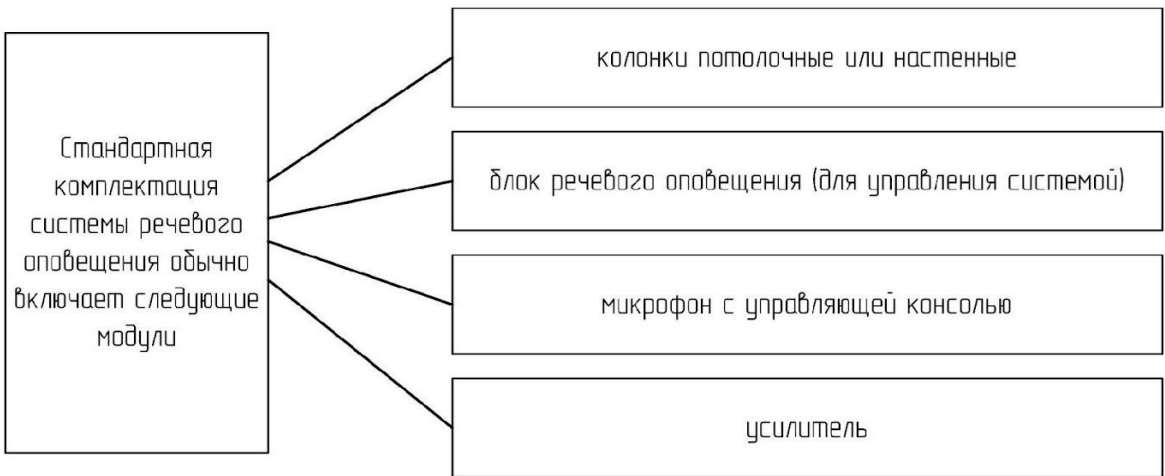 Стандартная
комплектация
системы речевого
оповещения обычно
включает следующие
модули
колонки потолочные или настенные
блок речевого оповещения (для управления системой)
микрофон с управляющей консолью
усилитель